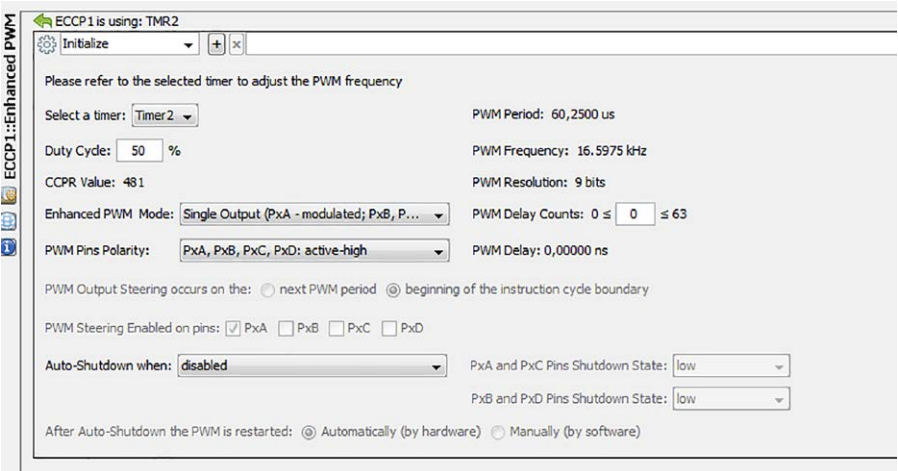 ECCP1::Enhanced PWM
ECCP1 is using: TMR2
Initialize
Please refer to the selected timer to adjust the PWM frequency
Select a timer: Timer2 PWM Period: 60,2500 us
Duty Cycle: 50 % PWM Frequency: 16.5975 kHz
CCPR Value: 481 PWM Resolution: 9 bits
Enhanced PWM Mode: Single Output (PxA - modulated; PxB, P... PWM Delay Counts: 0 ≤ 0 ≤ 63
PWM Pins Polarity: PxA, PxB, PxC, PxD: active-high PWM Delay: 0,00000 ns
PWM Output Steering occurs on the: next PWM period beginning of the instruction cycle boundary
PWM Steering Enabled on pins: PxA PxB PxC PxD
Auto-Shutdown when: disabled PxA and PxC Pins Shutdown State: low
PxB and PxD Pins Shutdown State: low
After Auto-Shutdown the PWM is restarted: Automatically (by hardware) Manually (by software)